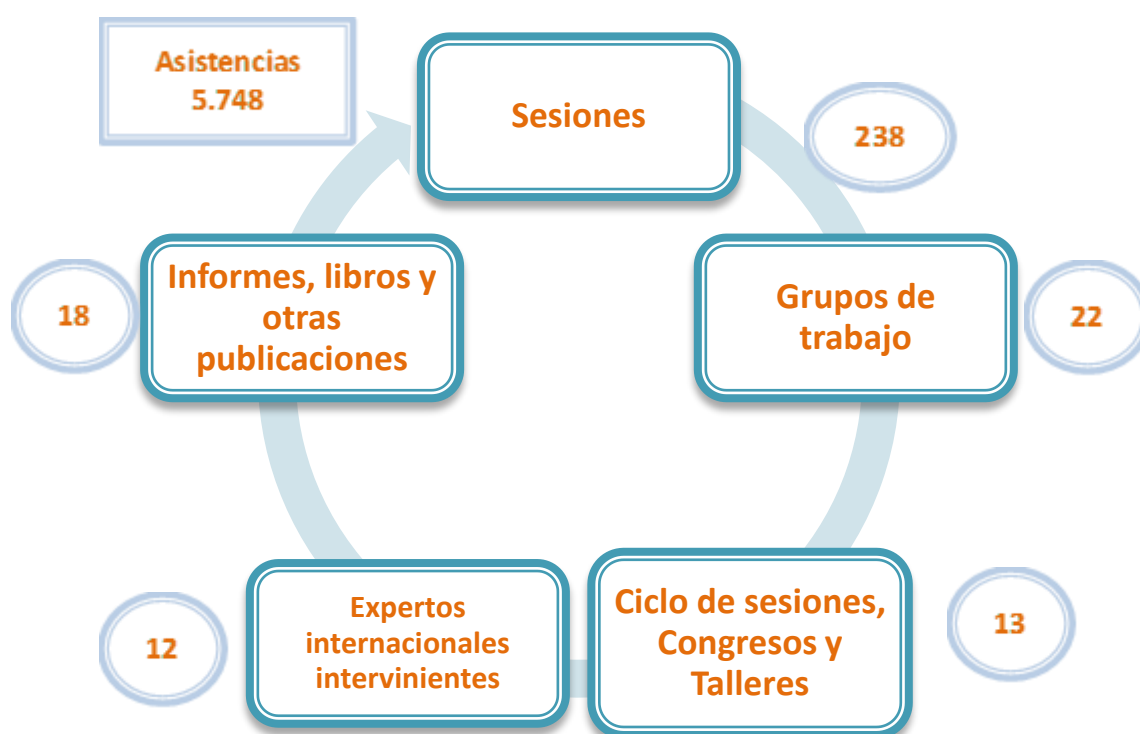 Asistencias
5.748
Sesiones
238
Informes, libros y
otras
publicaciones
18
Grupos de
trabajo
22
Expertos
internacionales
intervinientes
12
Ciclo de sesiones,
Congresos y
Talleres
13